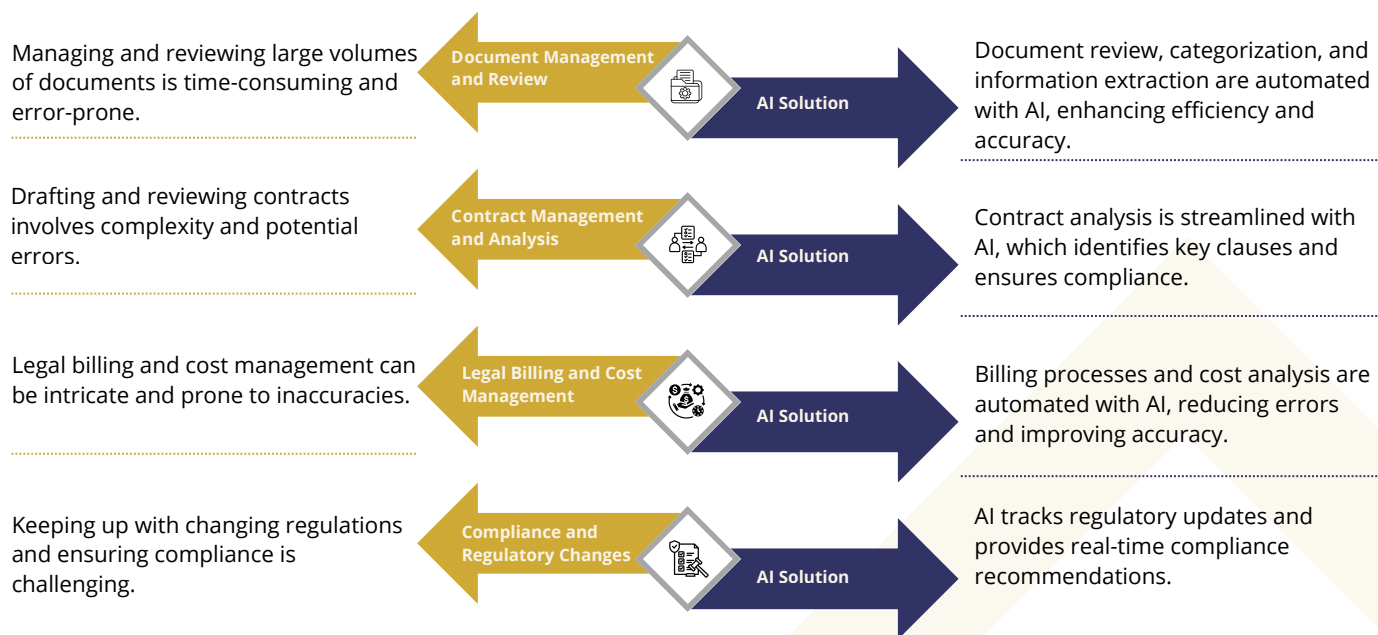 Managing and reviewing large volumes
of documents is time-consuming and
error-prone.
Document Management
and Review
AI Solution
Document review, categorization, and
information extraction are automated
with AI, enhancing efficiency and
accuracy.
Drafting and reviewing contracts
involves complexity and potential
errors.
Contract Management
and Analysis
AI Solution
Contract analysis is streamlined with
AI, which identifies key clauses and
ensures compliance.
Legal billing and cost management can
be intricate and prone to inaccuracies.
Legal Billing and Cost
Management
AI Solution
Billing processes and cost analysis are
automated with AI, reducing errors
and improving accuracy.
Keeping up with changing regulations
and ensuring compliance is
challenging.
Compliance and
Regulatory Changes
AI Solution
AI tracks regulatory updates and
provides real-time compliance
recommendations.